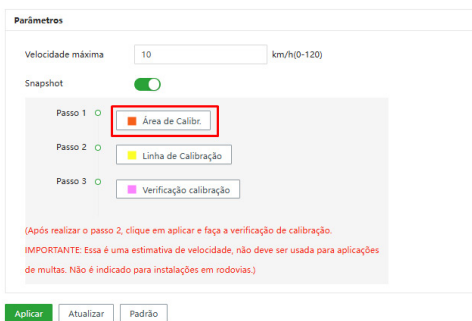 Parâmetros
Velocidade máxima 10 km/h(0-120)
Snapshot
Passo 1 Área de Calibr.
Passo 2 Linha de Calibração
Passo 3 Verificação calibração
(Após realizar o passo 2, clique em aplicar e faça a verificação de calibração.
IMPORTANTE: Essa é uma estimativa de velocidade, não deve ser usada para aplicações
de multas. Não é indicado para instalações em rodovias.)
Aplicar Atualizar Padrão